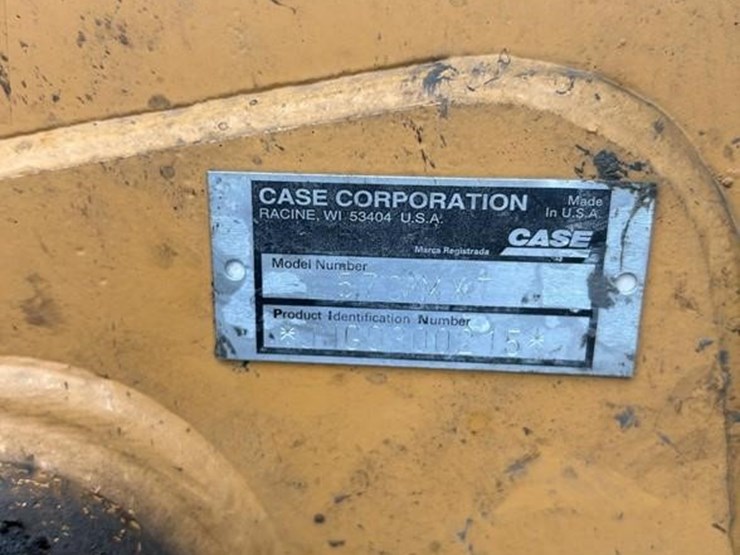 CASE CORPORATION
RACINE, WI 53404 U.S.A.
Made
In U.S.A.
CASE
Marca Registrada
Model Number
Product Identification Number